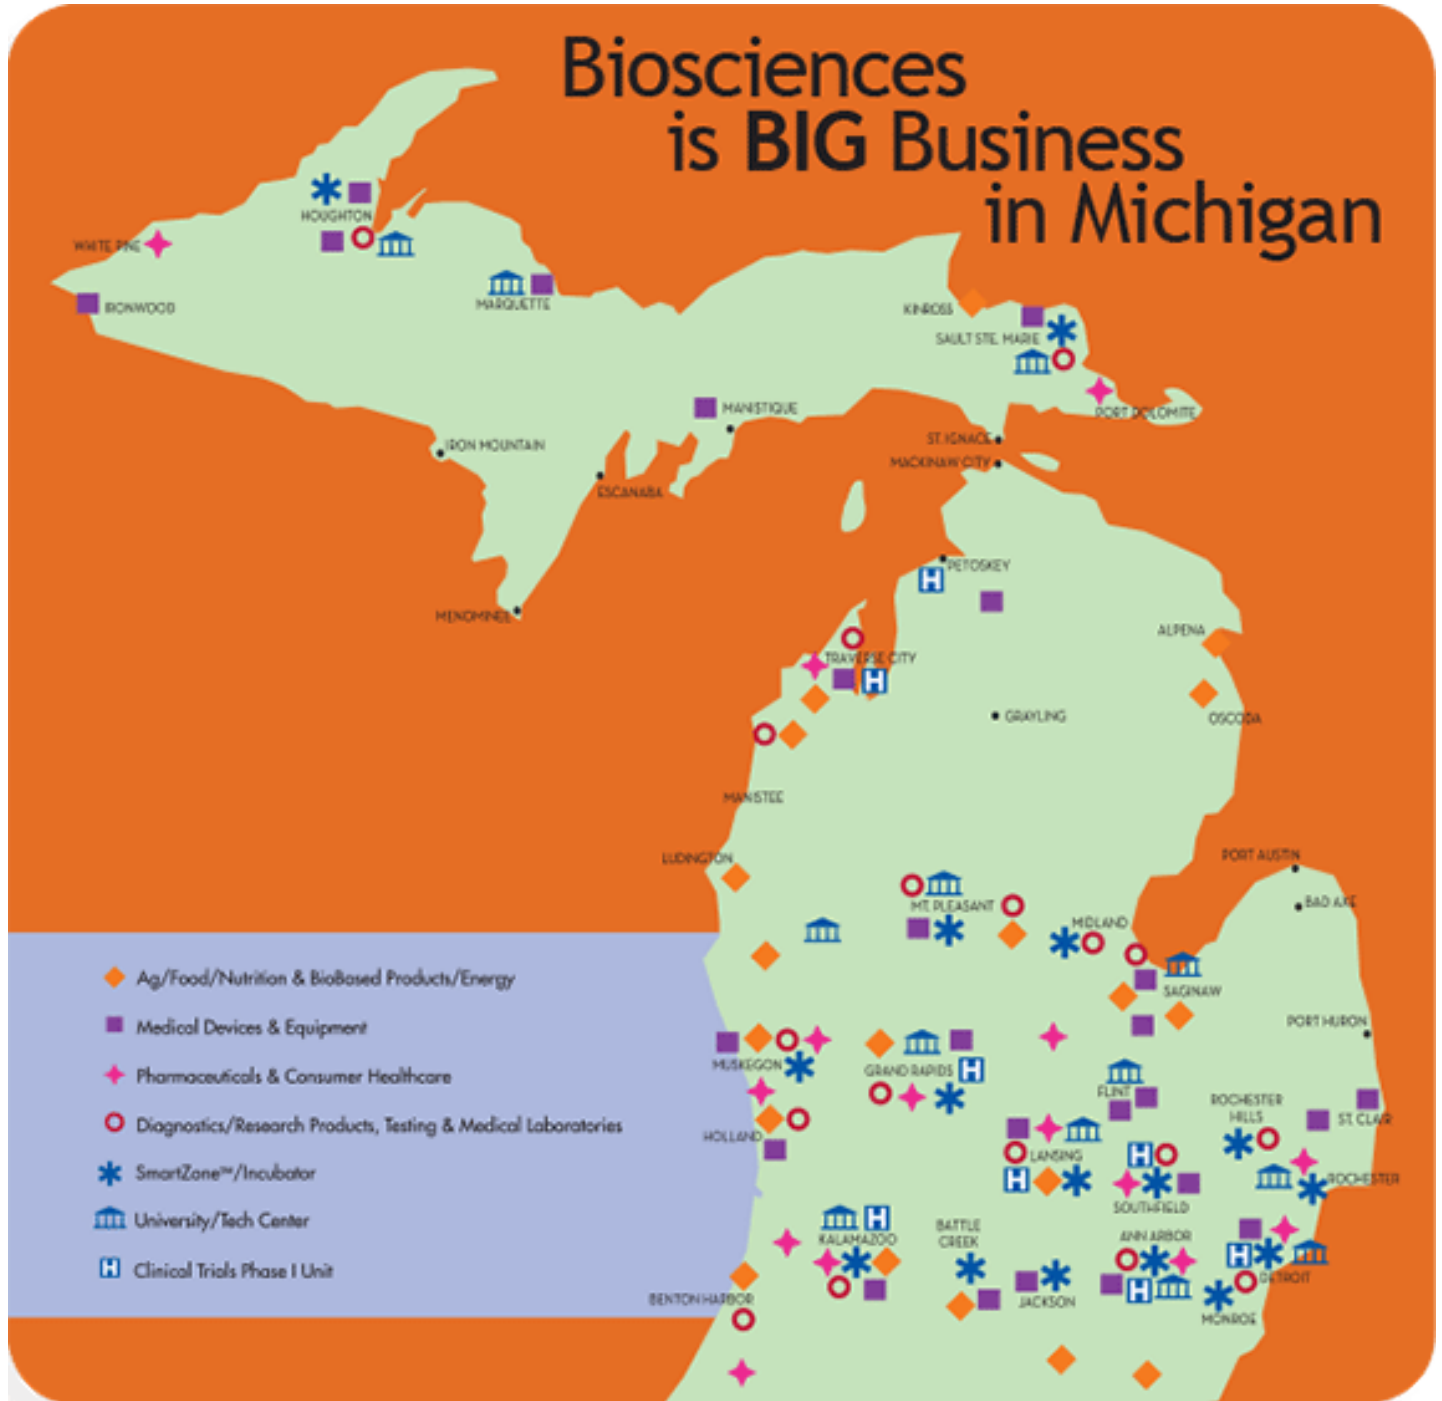 Biosciences
is BIG Business
in Michigan
HOUGHTON
WHITE PINE
IRONWOOD
MARQUETTE
KINROSS
SAULT STE. MARIE
MANISTIQUE
PORT DOLOMITE
ST. IGNACE
IRON MOUNTAIN
MACKINAW CITY
ESCANABA
PETOSKEY
MENOMINEE
ALPENA
TRAVERSE CITY
GRAYLING
OSCODA
MANISTEE
LUDINGTON
PORT AUSTIN
BAD AXE
MT. PLEASANT
MIDLAND
SAGINAW
PORT HURON
MUSKEGON
GRAND RAPIDS
FLINT
ROCHESTER
HILLS
ST. CLAIR
HOLLAND
LANSING
ROCHESTER
SOUTHFIELD
KALAMAZOO
BATTLE
CREEK
ANN ARBOR
DETROIT
BENTON HARBOR
JACKSON
MONROE
Ag/Food/Nutrition & BioBased Products/Energy
Medical Devices & Equipment
Pharmaceuticals & Consumer Healthcare
Diagnostics/Research Products, Testing & Medical Laboratories
SmartZone℠/Incubator
University/Tech Center
H Clinical Trials Phase I Unit
H
H
H
H
H
H
H
H